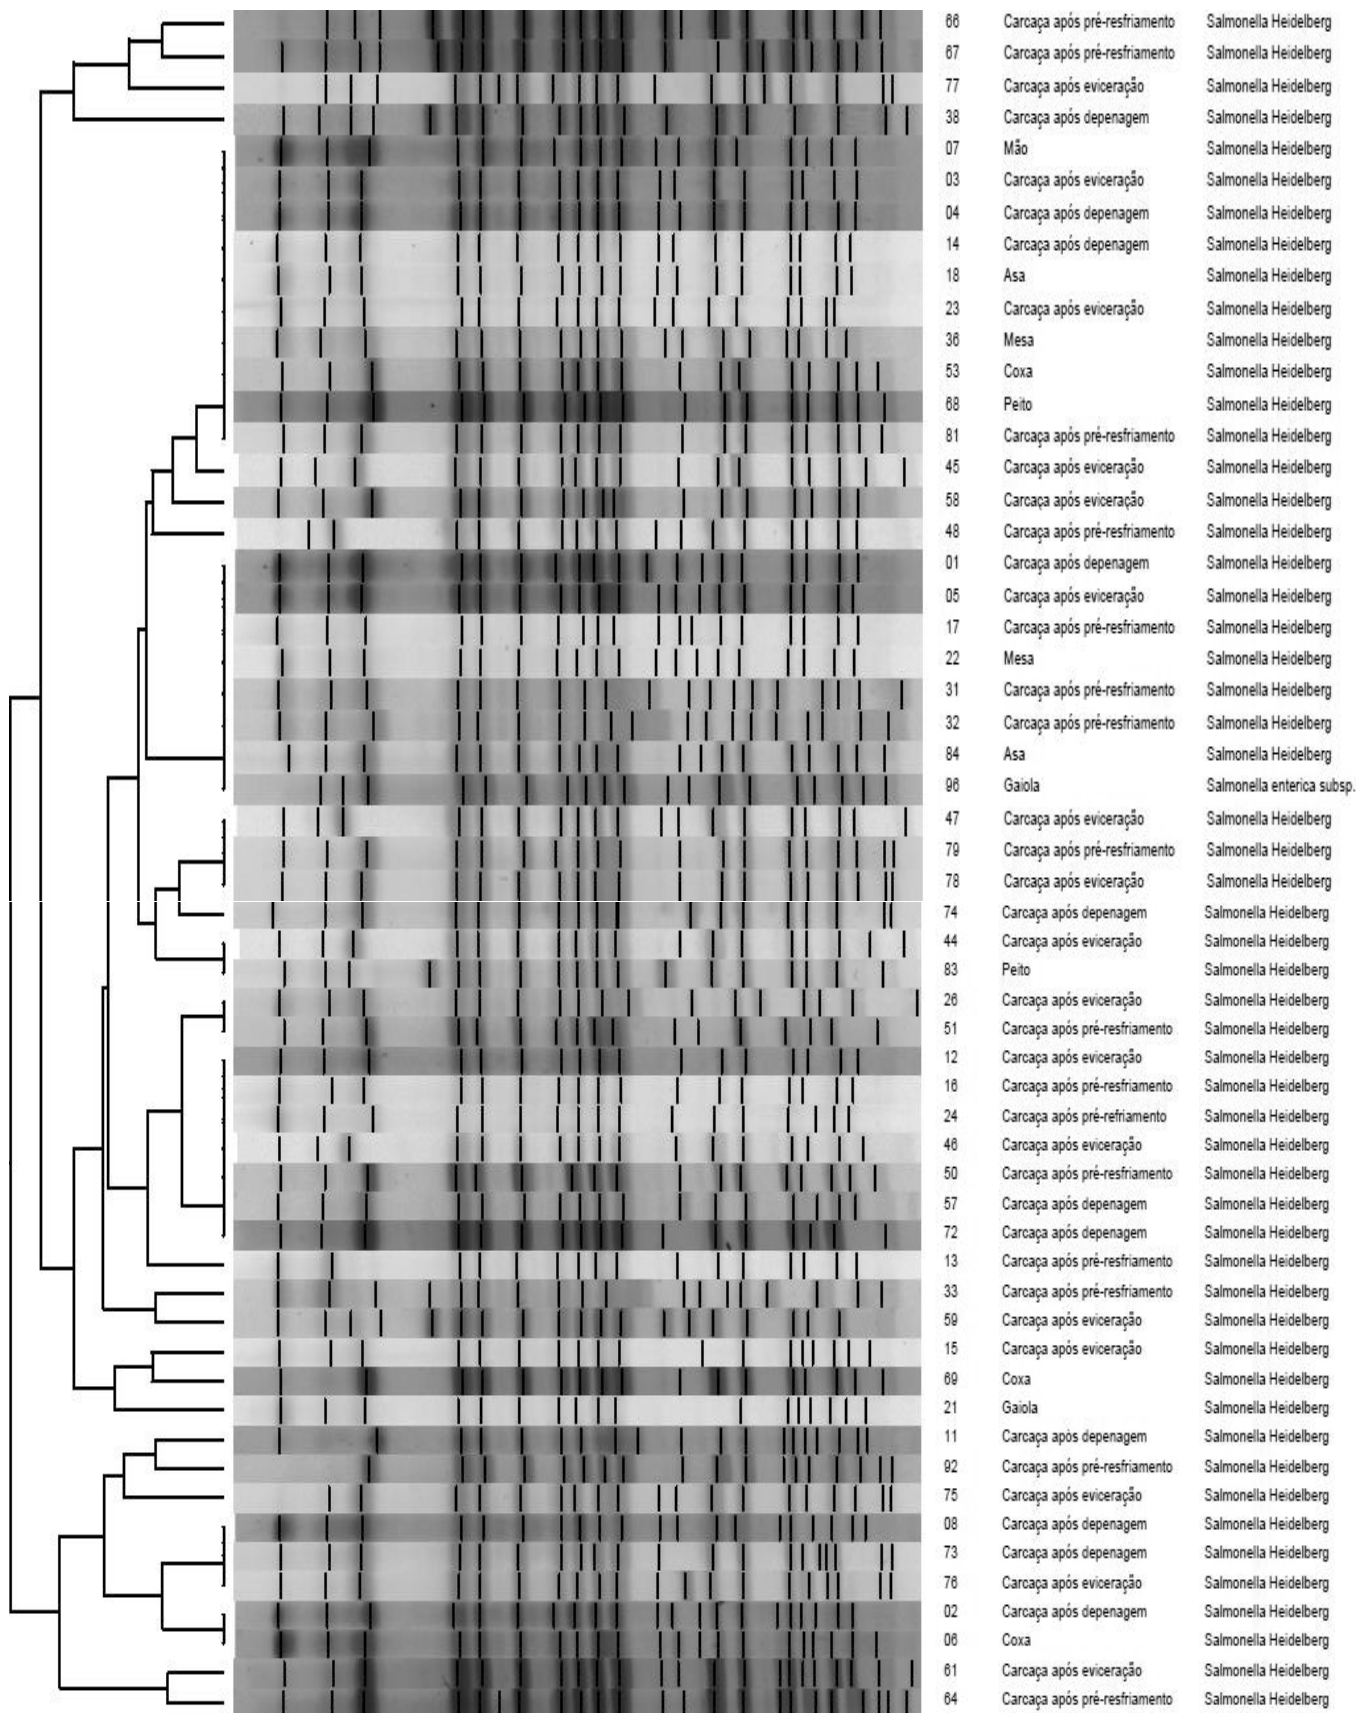 66 Carcaça após pré-resfriamento Salmonella Heidelberg
67 Carcaça após pré-resfriamento Salmonella Heidelberg
77 Carcaça após eviceração Salmonella Heidelberg
38 Carcaça após depenagem Salmonella Heidelberg
07 Mão Salmonella Heidelberg
03 Carcaça após eviceração Salmonella Heidelberg
04 Carcaça após depenagem Salmonella Heidelberg
14 Carcaça após depenagem Salmonella Heidelberg
18 Asa Salmonella Heidelberg
23 Carcaça após eviceração Salmonella Heidelberg
36 Mesa Salmonella Heidelberg
53 Coxa Salmonella Heidelberg
68 Peito Salmonella Heidelberg
81 Carcaça após pré-resfriamento Salmonella Heidelberg
45 Carcaça após eviceração Salmonella Heidelberg
58 Carcaça após eviceração Salmonella Heidelberg
48 Carcaça após pré-resfriamento Salmonella Heidelberg
01 Carcaça após depenagem Salmonella Heidelberg
05 Carcaça após eviceração Salmonella Heidelberg
17 Carcaça após pré-resfriamento Salmonella Heidelberg
22 Mesa Salmonella Heidelberg
31 Carcaça após pré-resfriamento Salmonella Heidelberg
32 Carcaça após pré-resfriamento Salmonella Heidelberg
84 Asa Salmonella Heidelberg
96 Gaiola Salmonella enterica subsp.
47 Carcaça após eviceração Salmonella Heidelberg
79 Carcaça após pré-resfriamento Salmonella Heidelberg
78 Carcaça após eviceração Salmonella Heidelberg
74 Carcaça após depenagem Salmonella Heidelberg
44 Carcaça após eviceração Salmonella Heidelberg
83 Peito Salmonella Heidelberg
26 Carcaça após eviceração Salmonella Heidelberg
51 Carcaça após pré-resfriamento Salmonella Heidelberg
12 Carcaça após eviceração Salmonella Heidelberg
16 Carcaça após pré-resfriamento Salmonella Heidelberg
24 Carcaça após pré-refriamento Salmonella Heidelberg
46 Carcaça após eviceração Salmonella Heidelberg
50 Carcaça após pré-resfriamento Salmonella Heidelberg
57 Carcaça após depenagem Salmonella Heidelberg
72 Carcaça após depenagem Salmonella Heidelberg
13 Carcaça após pré-resfriamento Salmonella Heidelberg
33 Carcaça após pré-resfriamento Salmonella Heidelberg
59 Carcaça após eviceração Salmonella Heidelberg
15 Carcaça após eviceração Salmonella Heidelberg
69 Coxa Salmonella Heidelberg
21 Gaiola Salmonella Heidelberg
11 Carcaça após depenagem Salmonella Heidelberg
92 Carcaça após pré-resfriamento Salmonella Heidelberg
75 Carcaça após eviceração Salmonella Heidelberg
08 Carcaça após depenagem Salmonella Heidelberg
73 Carcaça após depenagem Salmonella Heidelberg
76 Carcaça após eviceração Salmonella Heidelberg
02 Carcaça após depenagem Salmonella Heidelberg
06 Coxa Salmonella Heidelberg
61 Carcaça após eviceração Salmonella Heidelberg
64 Carcaça após pré-resfriamento Salmonella Heidelberg